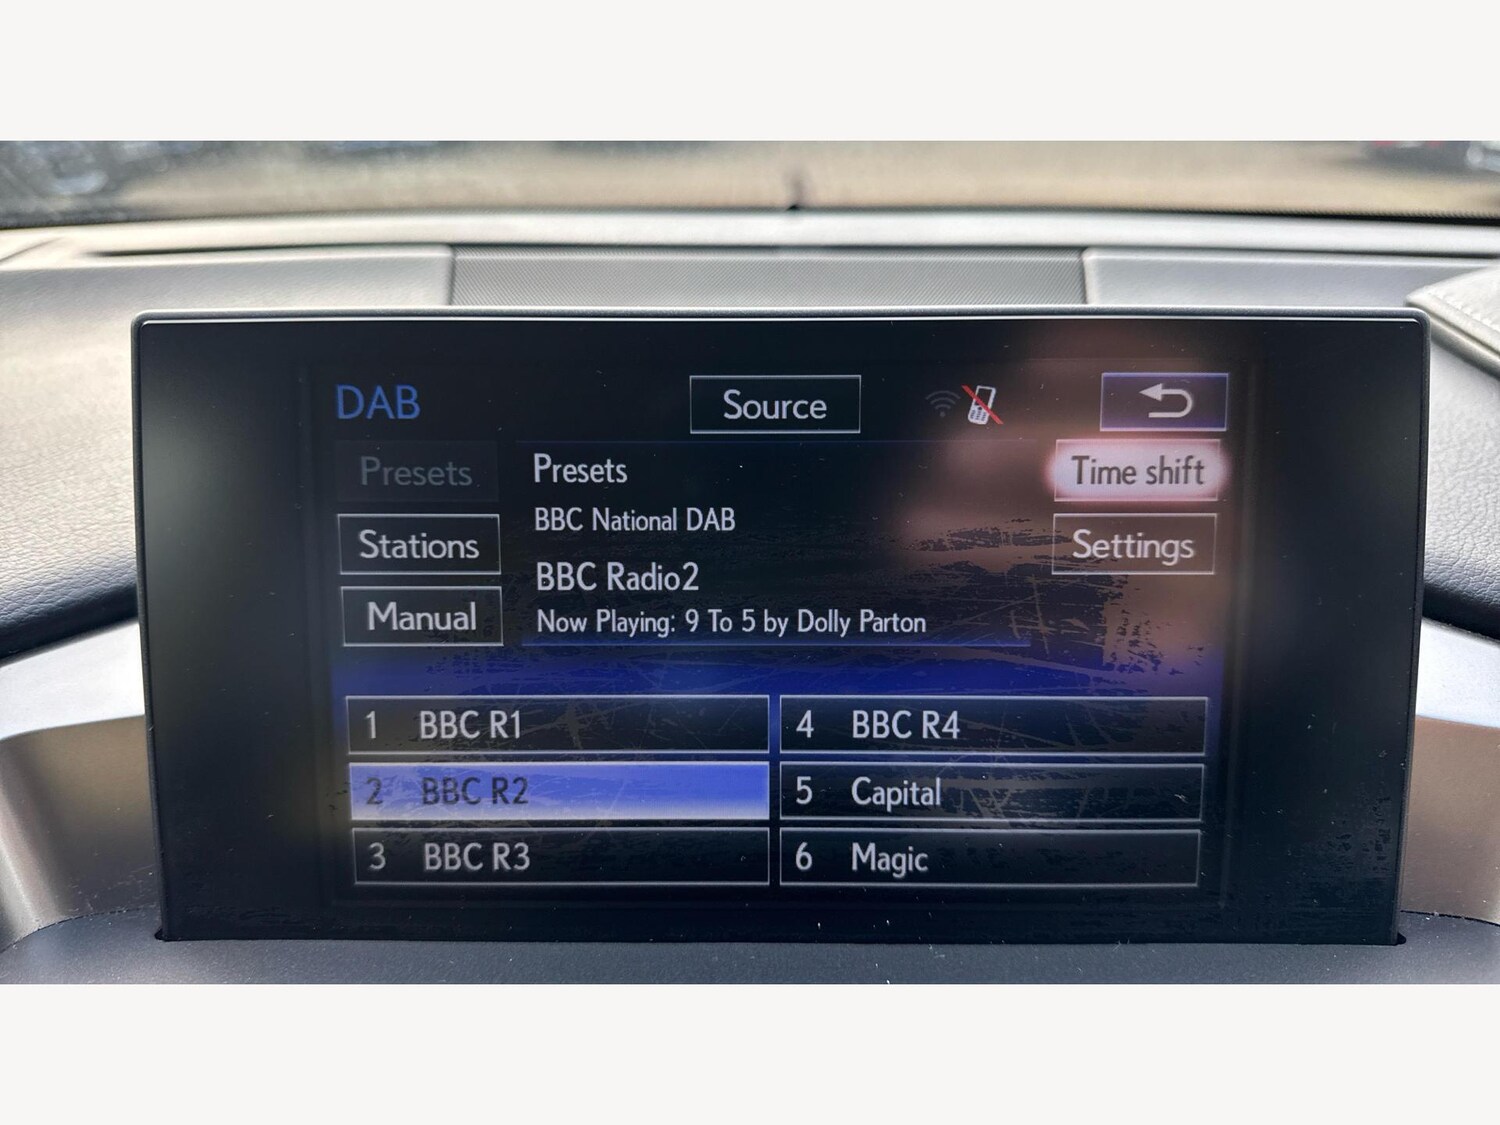 DAB
Source
Presets
Presets
Time shift
BBC National DAB
Stations
Settings
BBC Radio2
Manual
Now Playing: 9 To 5 by Dolly Parton
1 BBC R1
4 BBC R4
2 BBC R2
5 Capital
3 BBC R3
6 Magic